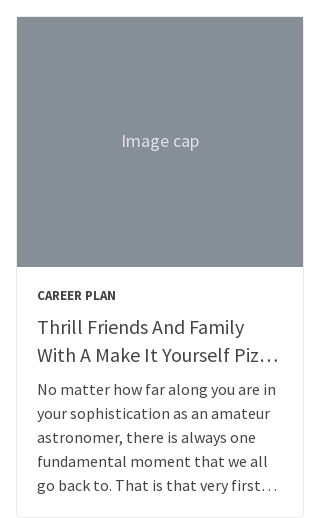 Image cap
CAREER PLAN
Thrill Friends And Family
With A Make It Yourself Piz…
No matter how far along you are in
your sophistication as an amateur
astronomer, there is always one
fundamental moment that we all
go back to. That is that very first…